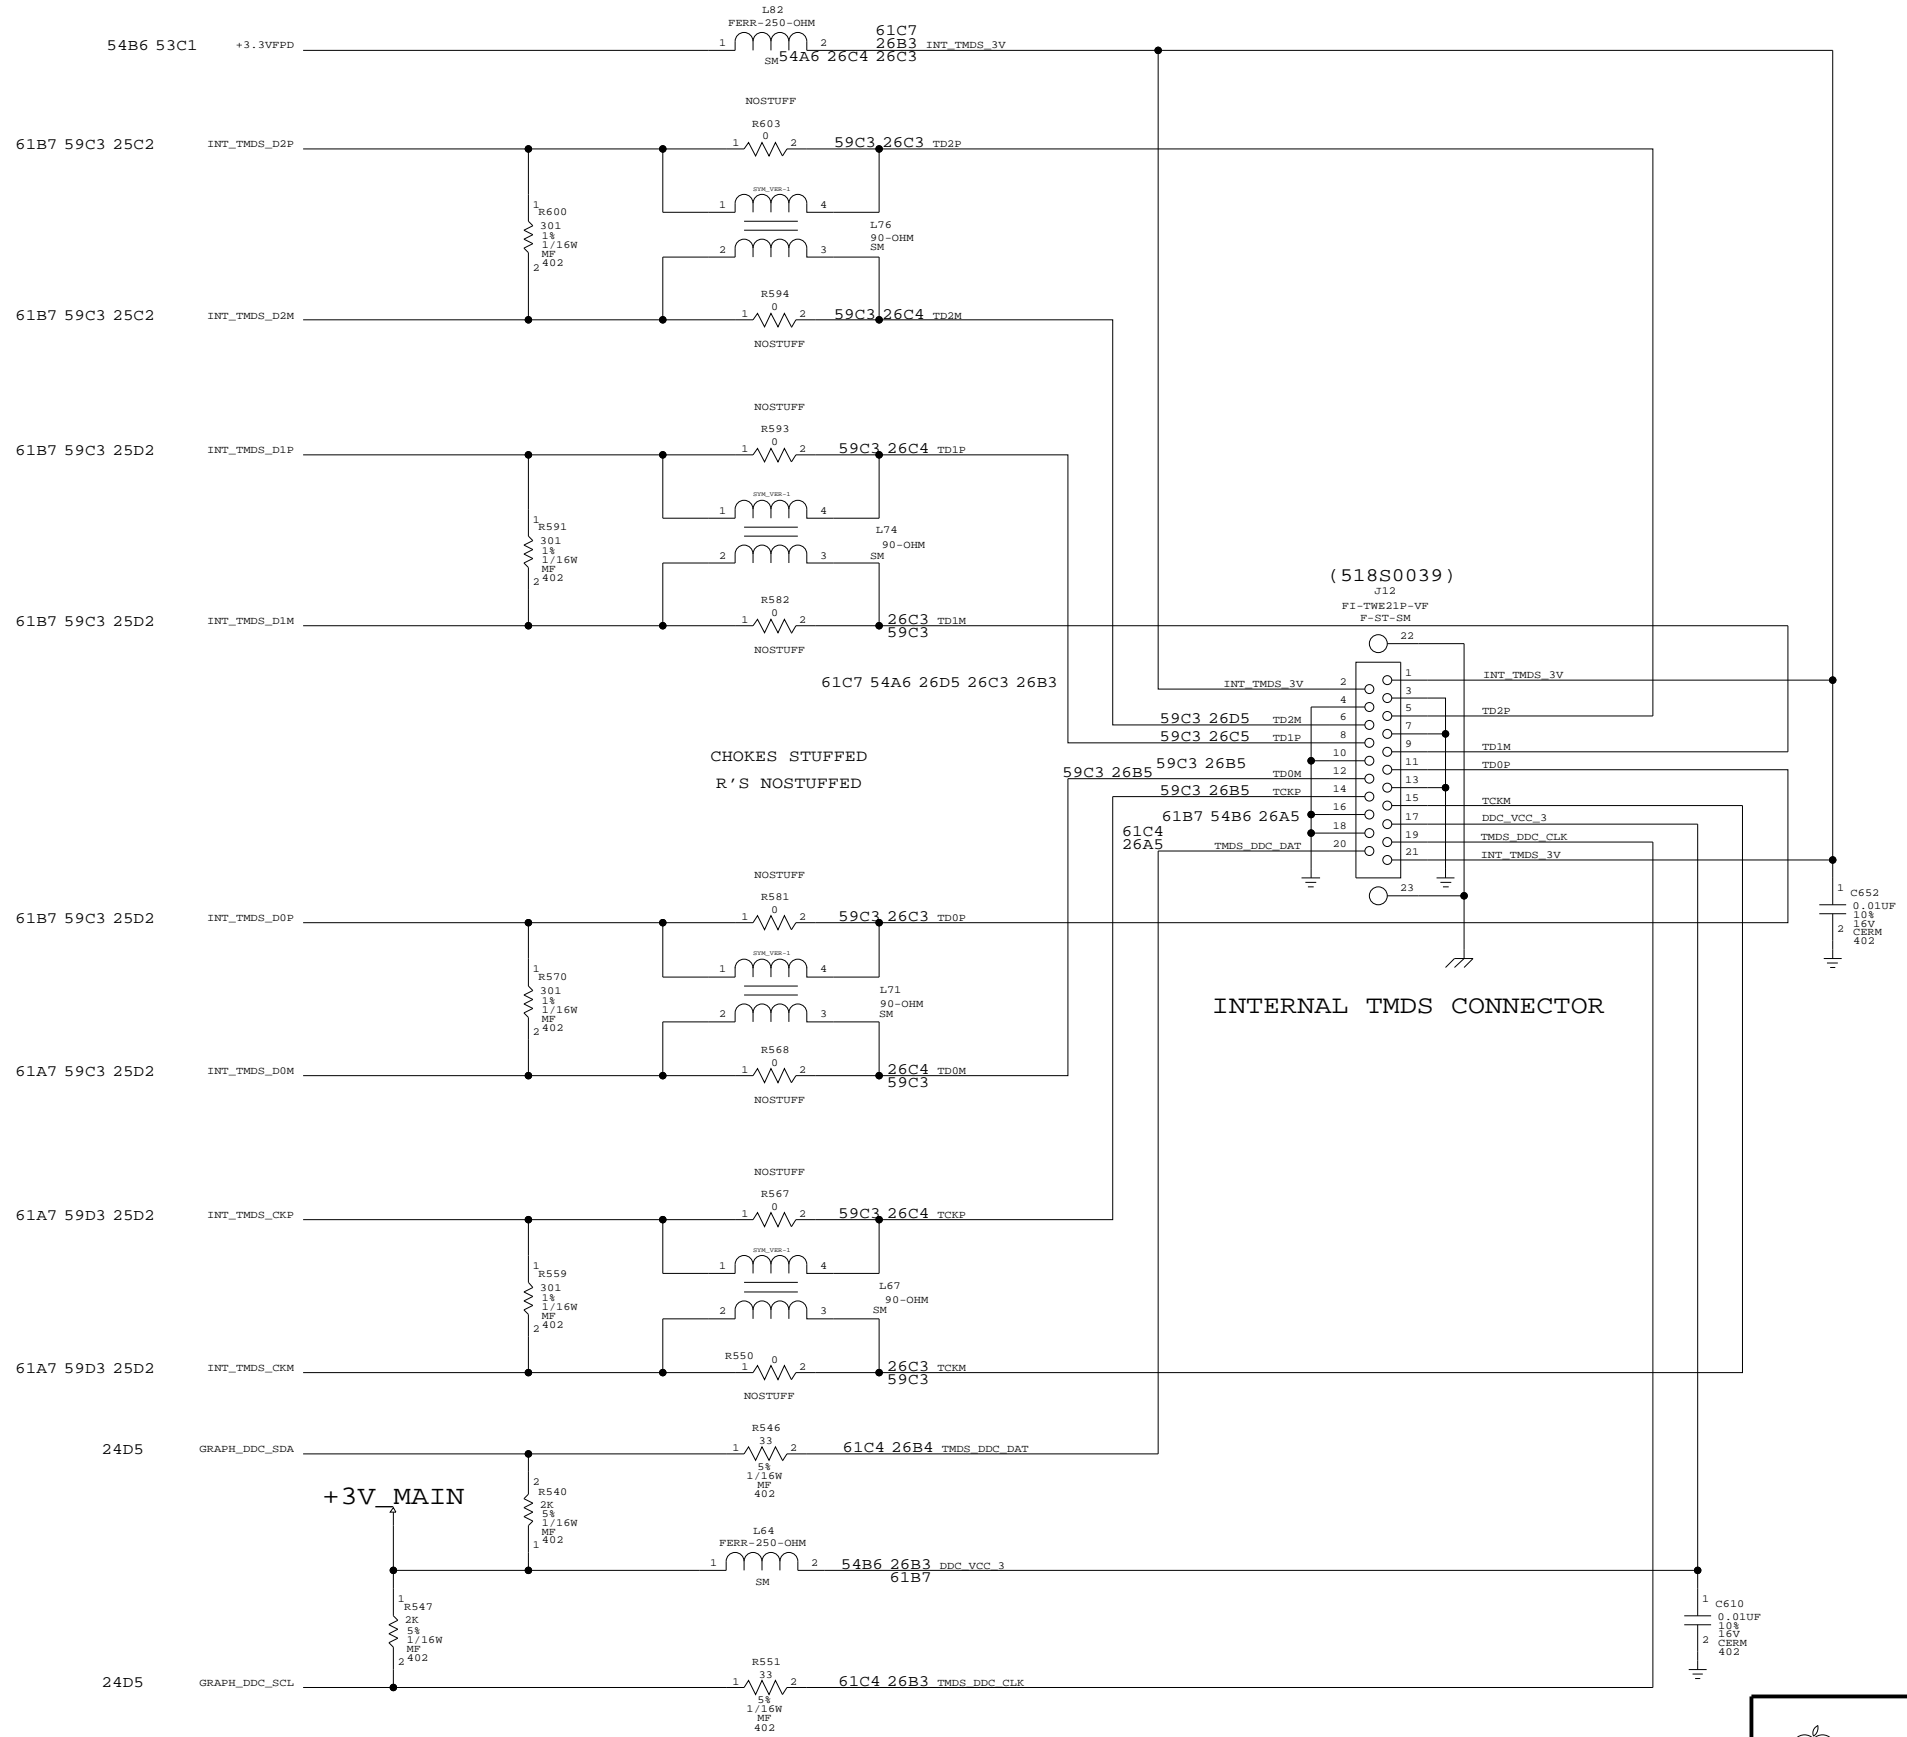 L82
FERR-250-OHM
54B6 53C1 +3.3VFPD
1 2
SM
61C7
26B3 INT_TMDS_3V
54A6 26C4 26C3
NOSTUFF
R603
0
61B7 59C3 25C2 INT_TMDS_D2P
1 2
59C3 26C3 TD2P
SYM_VER-1
1 4
1
R600
301
1%
1/16W
MF
402
2
L76
90-OHM
SM
2 3
R594
0
61B7 59C3 25C2 INT_TMDS_D2M
1 2
59C3 26C4 TD2M
NOSTUFF
NOSTUFF
R593
0
61B7 59C3 25D2 INT_TMDS_D1P
1 2
59C3 26C4 TD1P
SYM_VER-1
1 4
1
R591
301
1%
1/16W
MF
402
2
L74
90-OHM
SM
2 3
R582
0
61B7 59C3 25D2 INT_TMDS_D1M
1 2
26C3 TD1M
59C3
NOSTUFF
61C7 54A6 26D5 26C3 26B3
CHOKES STUFFED
R'S NOSTUFFED
(518S0039)
J12
FI-TWE21P-VF
F-ST-SM
22
INT_TMDS_3V 2
1 INT_TMDS_3V
4
3
59C3 26D5 TD2M 6
5 TD2P
59C3 26C5 TD1P 8
7
10
9 TD1M
59C3 26B5
59C3 26B5 TD0M 12
11 TD0P
59C3 26B5 TCKP 14
13
16
15 TCKM
61B7 54B6 26A5
18
17 DDC_VCC_3
61C4
26A5 TMDS_DDC_DAT 20
19 TMDS_DDC_CLK
21 INT_TMDS_3V
23
1
C652
0.01UF
10%
16V
CERM
402
2
INTERNAL TMDS CONNECTOR
NOSTUFF
R581
0
61B7 59C3 25D2 INT_TMDS_D0P
1 2
59C3 26C3 TD0P
SYM_VER-1
1 4
1
R570
301
1%
1/16W
MF
402
2
L71
90-OHM
SM
2 3
R568
0
61A7 59C3 25D2 INT_TMDS_D0M
1 2
26C4 TD0M
59C3
NOSTUFF
NOSTUFF
R567
0
61A7 59D3 25D2 INT_TMDS_CKP
1 2
59C3 26C4 TCKP
SYM_VER-1
1 4
1
R559
301
1%
1/16W
MF
402
2
L67
90-OHM
SM
2 3
R550 0
61A7 59D3 25D2 INT_TMDS_CKM
1 2
26C3 TCKM
59C3
NOSTUFF
R546
33
24D5 GRAPH_DDC_SDA
1 2
61C4 26B4 TMDS_DDC_DAT
5%
1/16W
MF
402
+3V_MAIN
2
R540
2K
5%
1/16W
MF
402
1
L64
FERR-250-OHM
1 2
SM
54B6 26B3 DDC_VCC_3
61B7
1
R547
2K
5%
1/16W
MF
402
2
1
C610
0.01UF
10%
16V
CERM
402
2
R551
33
24D5 GRAPH_DDC_SCL
1 2
61C4 26B3 TMDS_DDC_CLK
5%
1/16W
MF
402